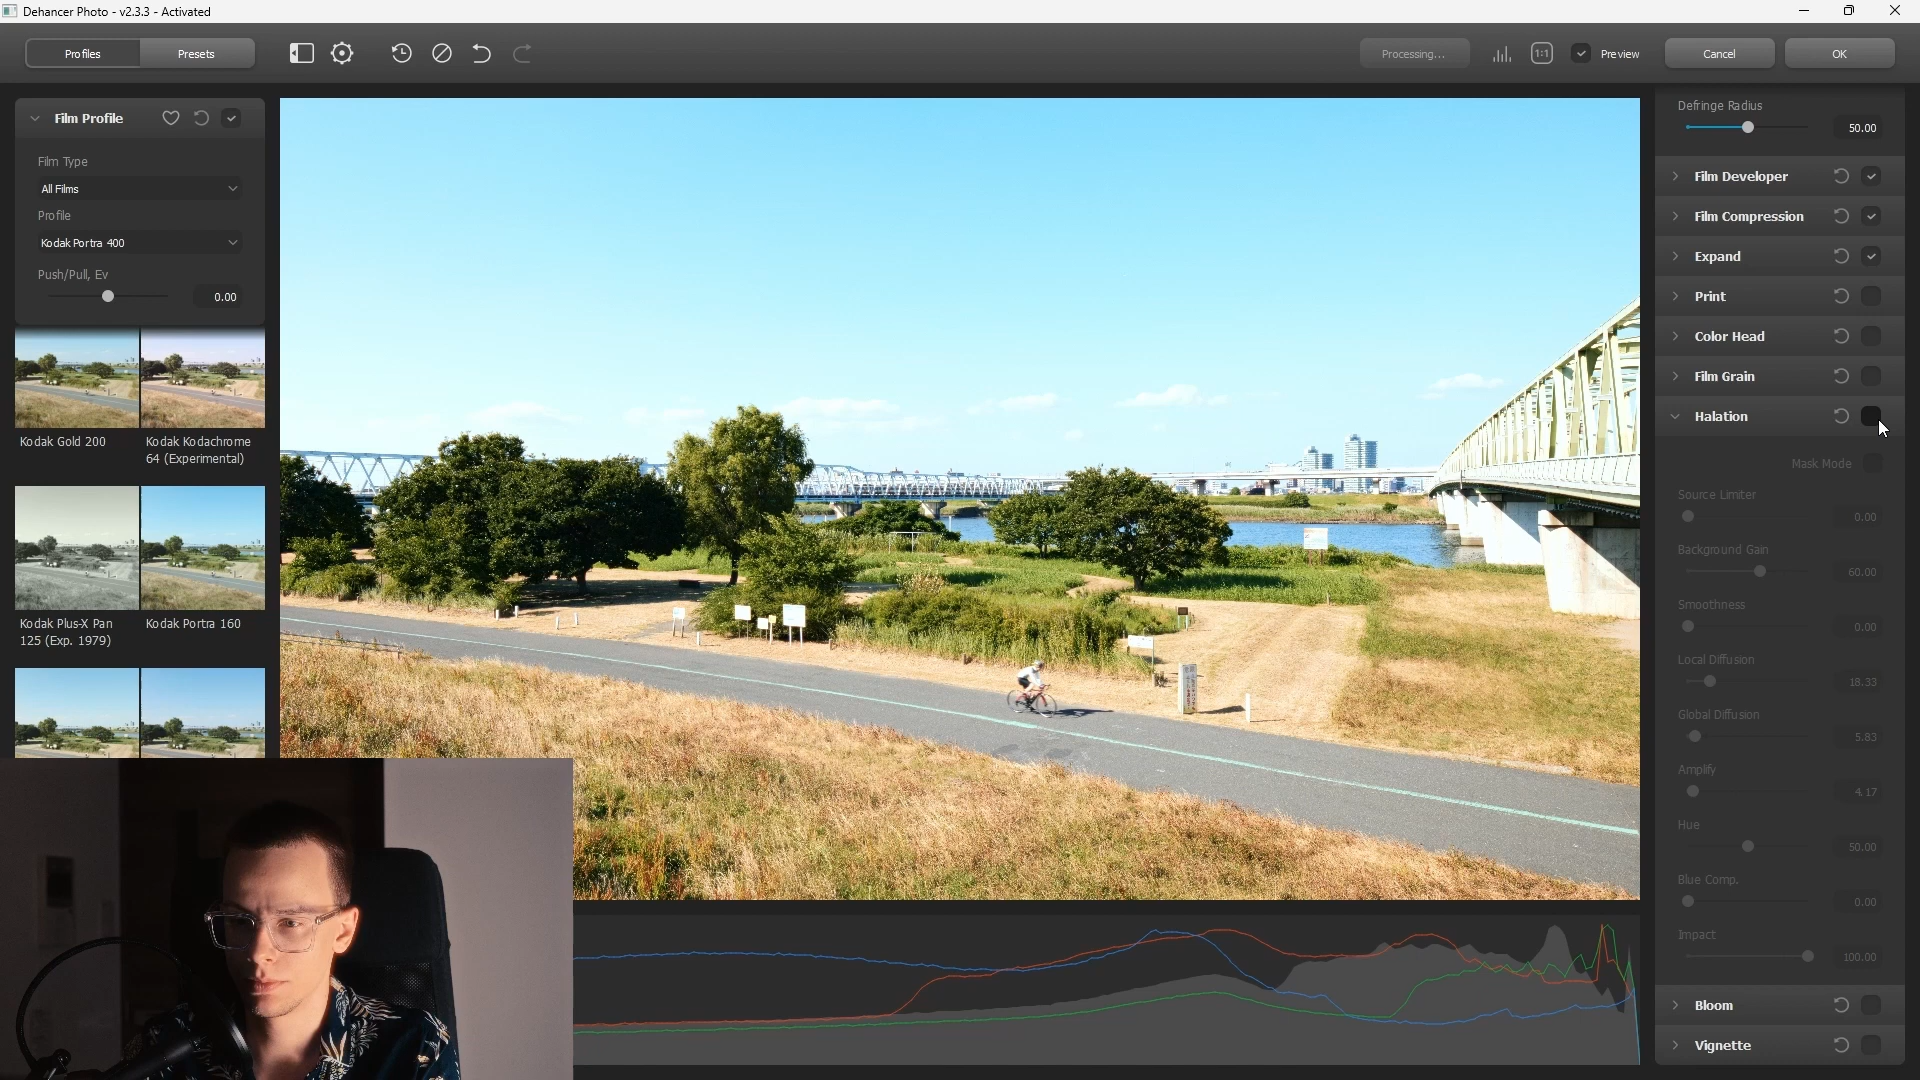 Dehancer Photo - v2.3.3 - Activated
Profiles
Presets
Processing...
1:1
Preview
Cancel
OK
Film Profile
Film Type
All Films
Profile
Kodak Portra 400
Push/Pull, Ev
0.00
Kodak Gold 200
Kodak Kodachrome
64 (Experimental)
Kodak Plus-X Pan
125 (Exp. 1979)
Kodak Portra 160
Defringe Radius
50.00
Film Developer
Film Compression
Expand
Print
Color Head
Film Grain
Halation
Mask Mode
Source Limiter
0.00
Background Gain
60.00
Smoothness
0.00
Local Diffusion
18.33
Global Diffusion
5.83
Amplify
4.17
Hue
50.00
Blue Comp.
0.00
Impact
100.00
Bloom
Vignette